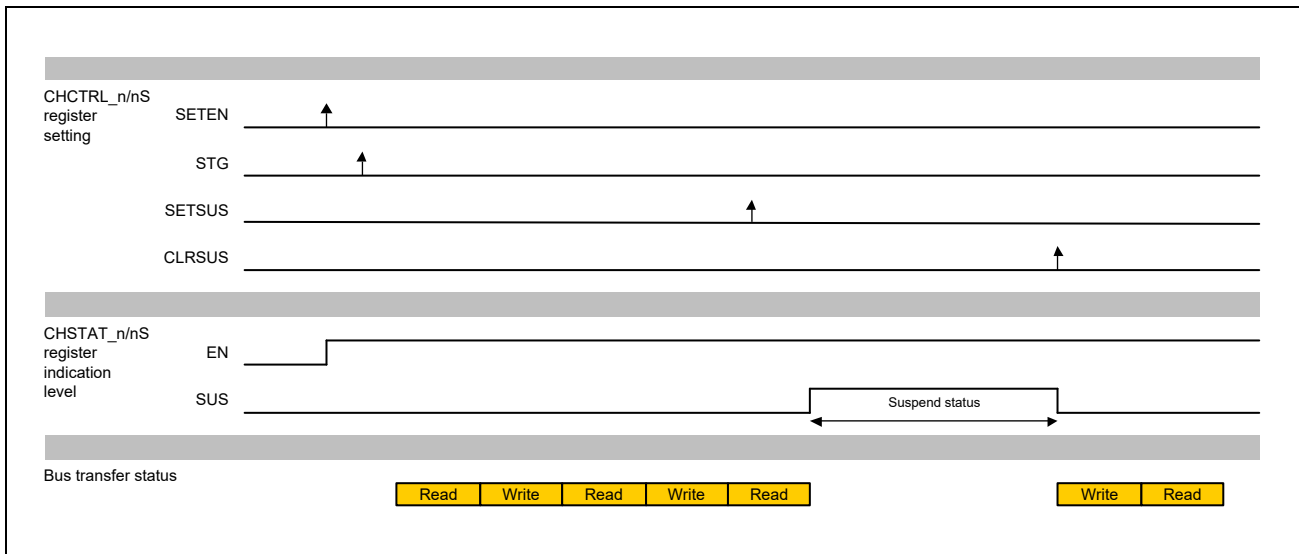 CHCTRL_n/nS
register
setting
SETEN
STG
SETSUS
CLRSUS
CHSTAT_n/nS
register
indication
level
EN
SUS
Suspend status
Bus transfer status
Read Write Read Write Read Write Read